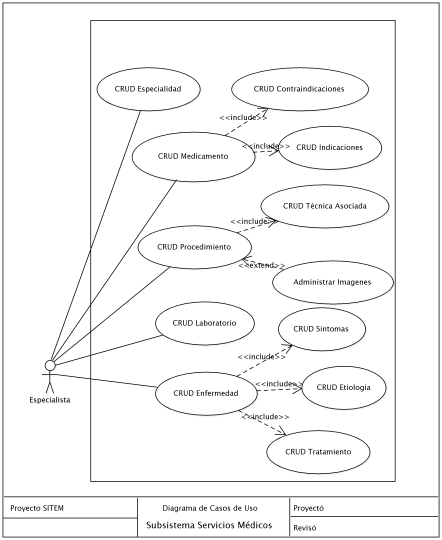 CRUD Especialidad
CRUD Contraindicaciones
<<include>>
CRUD Medicamento
<<include>>
CRUD Indicaciones
CRUD Técnica Asociada
<<include>>
CRUD Procedimiento
<<extend>>
Administrar Imagenes
CRUD Laboratorio
CRUD Sintomas
<<include>>
CRUD Enfermedad
<<include>>
CRUD Etiología
<<include>>
CRUD Tratamiento
Especialista
Proyecto SITEM
Diagrama de Casos de Uso
Subsistema Servicios Médicos
Proyectó
Revisó